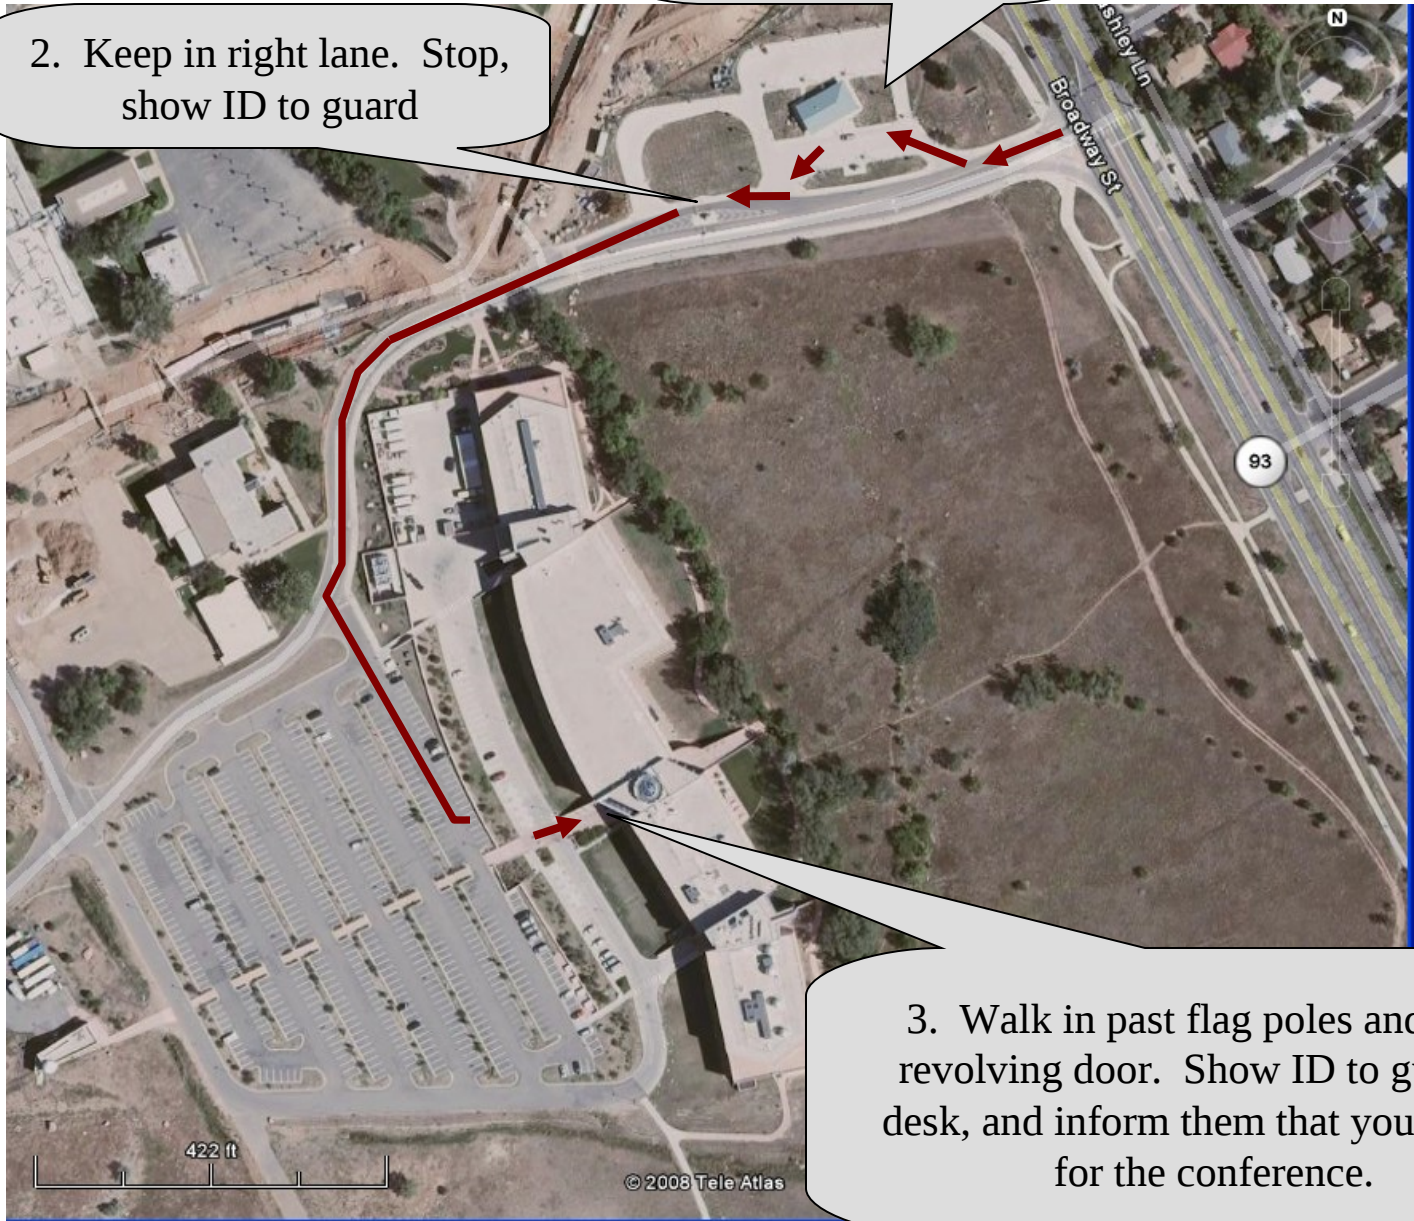 2. Keep in right lane. Stop,
show ID to guard
N
shley Ln
Broadway St
93
3. Walk in past flag poles and
revolving door. Show ID to gu
desk, and inform them that you
for the conference.
422 ft
© 2008 Tele Atlas